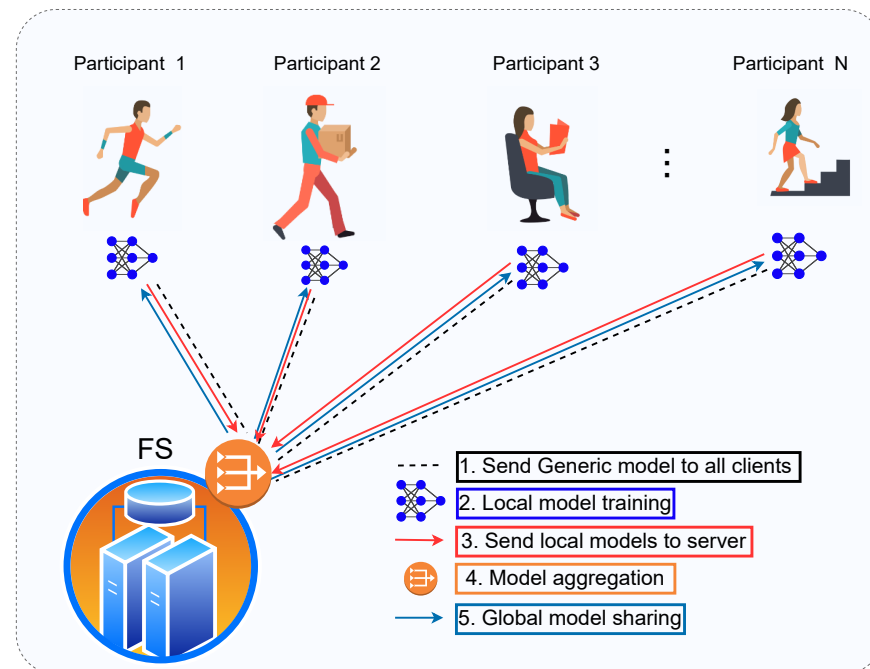 Participant 1
Participant 2
Participant 3
Participant N
FS
1. Send Generic model to all clients
2. Local model training
3. Send local models to server
4. Model aggregation
5. Global model sharing